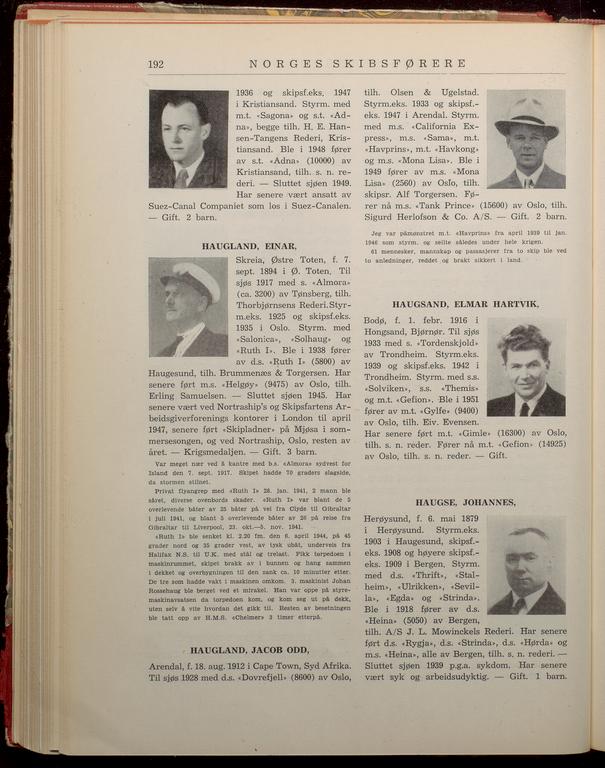 192 NORGES SKIBSFØRERE
1936 og skipsf.eks. 1947
i Kristiansand. Styrm. med
m.t. «Sagona» og s.t. «Ad-
na», begge tilh. H. E. Han-
sen-Tangens Rederi, Kris-
tiansand. Ble i 1948 fører
av s.t. «Adna» (10000) av
Kristiansand, tilh. s. n. re-
deri. — Sluttet sjøen 1949.
Har senere vært ansatt av
Suez-Canal Companiet som los i Suez-Canalen.
— Gift. 2 barn.
HAUGLAND, EINAR,
Skreia, Østre Toten, f. 7.
sept. 1894 i Ø. Toten. Til
sjøs 1917 med s. «Almora»
(ca. 3200) av Tønsberg, tilh.
Thorbjørnsens Rederi. Styr-
m.eks. 1925 og skipsf.eks.
1935 i Oslo. Styrm. med
«Salonica», «Solhaug» og
«Ruth I». Ble i 1938 fører
av d.s. «Ruth I» (5800) av
Haugesund, tilh. Brummenæs & Torgersen. Har
senere ført m.s. «Helgøy» (9475) av Oslo, tilh.
Erling Samuelsen. — Sluttet sjøen 1945. Har
senere vært ved Nortraship's og Skipsfartens Ar-
beidsgiverforenings kontorer i London til april
1947, senere ført «Skipladner» på Mjøsa i som-
mersesongen, og ved Nortraship, Oslo, resten av
året. — Krigsmedaljen. — Gift. 3 barn.
Var meget nær ved å kantre med b.s. «Almora» sydvest for
Island den 7. sept. 1917. Skipet hadde 70 graders slagside,
da stormen stilnet.
Privat flyangrep med «Ruth I» 28. jan. 1941, 2 mann ble
såret, diverse ovenbords skader. «Ruth I» var blant de 5
overlevende båter av 25 båter på vei fra Clyde til Gibraltar
i juli 1941, og blant 5 overlevende båter av 26 på reise fra
Gibraltar til Liverpool, 23. okt.—5. nov. 1941.
«Ruth I» ble senket kl. 2.20 fm. den 6. april 1944, på 45
grader nord og 35 grader vest, av tysk ubåt, underveis fra
Halifax N.S. til U.K. med stål og trelast. Fikk torpedoen i
maskinrummet, skipet brakk av i bunnen og hang sammen
i dekket og overbygningen til den sank ca. 10 minutter etter.
De tre som hadde vakt i maskinen omkom. 3. maskinist Johan
Rossehaug ble berget ved et mirakel. Han var oppe på styre-
maskinavsatsen da torpedoen kom, og kom seg ut på dekk,
uten selv å vite hvordan det gikk til. Resten av besetningen
ble tatt opp av H.M.S. «Chelmer» 3 timer etterpå.
HAUGLAND, JACOB ODD,
Arendal, f. 18. aug. 1912 i Cape Town, Syd Afrika.
Til sjøs 1928 med d.s. «Dovrefjell» (8600) av Oslo,
tilh. Olsen & Ugelstad.
Styrm.eks. 1933 og skipsf.-
eks. 1947 i Arendal. Styrm.
med m.s. «California Ex-
press», m.s. «Sama», m.t.
«Havprins», m.t. «Havkong»
og m.s. «Mona Lisa». Ble i
1949 fører av m.s. «Mona
Lisa» (2560) av Oslo, tilh.
skipsr. Alf Torgersen. Fø-
rer nå m.s. «Tank Prince» (15600) av Oslo, tilh.
Sigurd Herlofson & Co. A/S. — Gift. 2 barn.
Jeg var påmønstret m.t. «Havprins» fra april 1939 til jan.
1946 som styrm. og seilte således under hele krigen.
61 mennesker, mannskap og passasjerer fra to skip ble ved
to anledninger, reddet og brakt sikkert i land.
HAUGSAND, ELMAR HARTVIK,
Bodø, f. 1. febr. 1916 i
Hongsand, Bjørnør. Til sjøs
1933 med s. «Tordenskjold»
av Trondheim. Styrm.eks.
1939 og skipsf.eks. 1942 i
Trondheim. Styrm. med s.s.
«Solviken», s.s. «Themis»
og m.t. «Gefion». Ble i 1951
fører av m.t. «Gylfe» (9400)
av Oslo, tilh. Eiv. Evensen.
Har senere ført m.t. «Gimle» (16300) av Oslo,
tilh. s. n. reder. Fører nå m.t. «Gefion» (14925)
av Oslo, tilh. s. n. reder. — Gift.
HAUGSE, JOHANNES,
Herøysund, f. 6. mai 1879
i Herøysund. Styrm.eks.
1903 i Haugesund, skipsf.-
eks. 1908 og høyere skipsf.-
eks. 1909 i Bergen. Styrm.
med d.s. «Thrift», «Stal-
heim», «Ulrikken», «Sevil-
la», «Egda» og «Strinda».
Ble i 1918 fører av d.s.
«Heina» (5050) av Bergen,
tilh. A/S J. L. Mowinckels Rederi. Har senere
ført d.s. «Rygja», d.s. «Strinda», d.s. «Hørda» og
m.s. «Heina», alle av Bergen, tilh. s. n. rederi. —
Sluttet sjøen 1939 p.g.a. sykdom. Har senere
vært syk og arbeidsudyktig. — Gift. 1 barn.